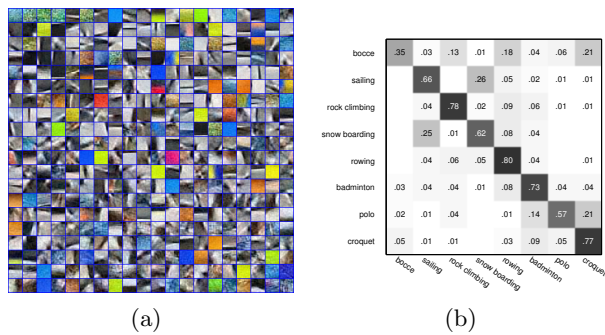 bocce .35 .03 .13 .01 .18 .04 .06 .21
sailing .66 .26 .05 .02 .01 .01
rock climbing .04 .78 .02 .09 .06 .01 .01
snow boarding .25 .01 .62 .08 .04
rowing .04 .06 .05 .80 .04 .01
badminton .03 .04 .04 .01 .08 .73 .04 .04
polo .02 .01 .04 .01 .14 .57 .21
croquet .05 .01 .01 .03 .09 .05 .77
bocce sailing rock climbing snow boarding rowing badminton polo croquet
(a) (b)